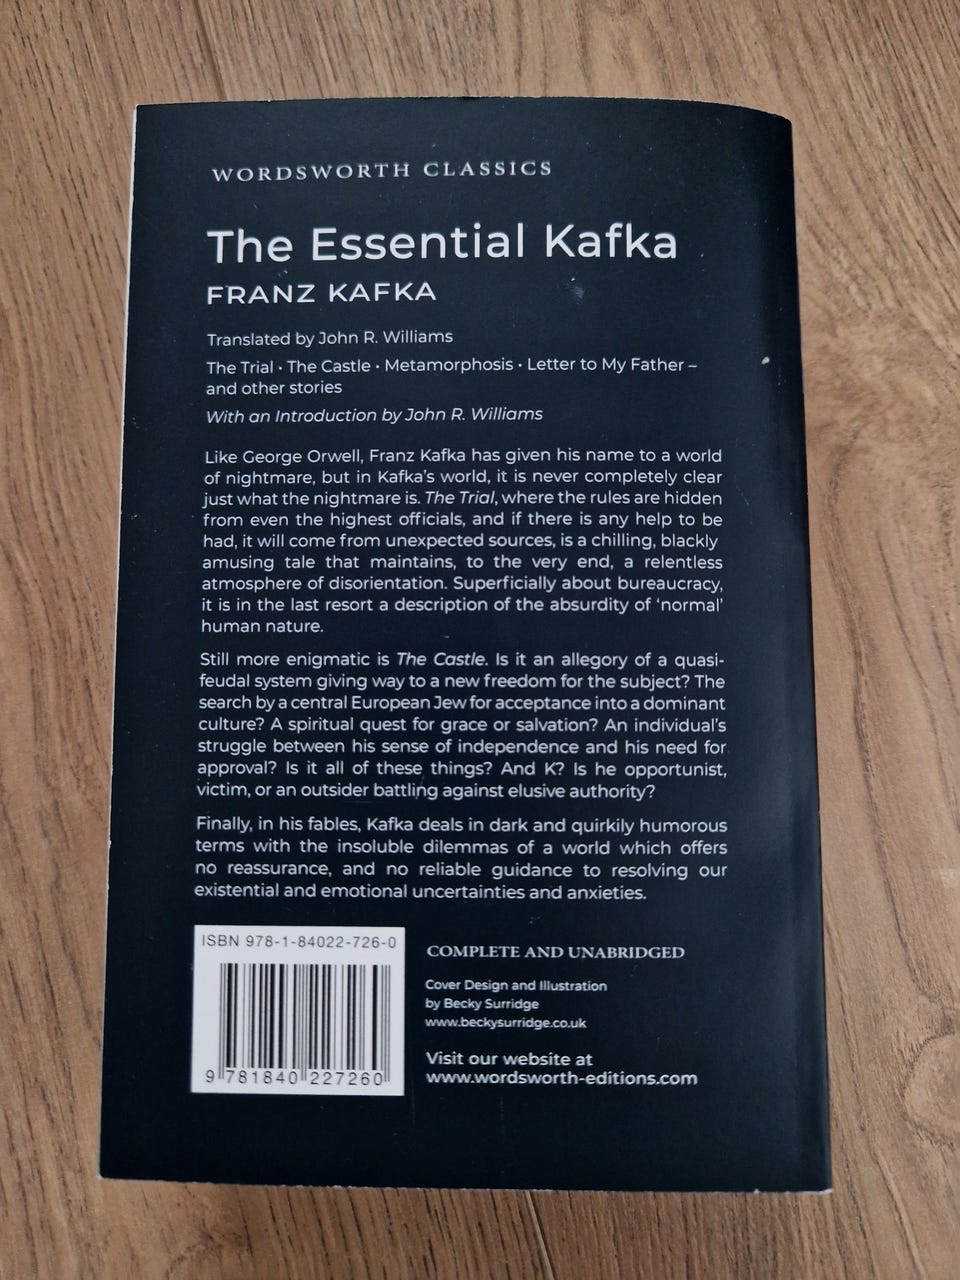 WORDSWORTH CLASSICS
The Essential Kafka
FRANZ KAFKA
Translated by John R. Williams
The Trial · The Castle · Metamorphosis · Letter to My Father –
and other stories
With an Introduction by John R. Williams
Like George Orwell, Franz Kafka has given his name to a world
of nightmare, but in Kafka's world, it is never completely clear
just what the nightmare is. The Trial, where the rules are hidden
from even the highest officials, and if there is any help to be
had, it will come from unexpected sources, is a chilling, blackly
amusing tale that maintains, to the very end, a relentless
atmosphere of disorientation. Superficially about bureaucracy,
it is in the last resort a description of the absurdity of 'normal'
human nature.
Still more enigmatic is The Castle. Is it an allegory of a quasi-
feudal system giving way to a new freedom for the subject? The
search by a central European Jew for acceptance into a dominant
culture? A spiritual quest for grace or salvation? An individual's
struggle between his sense of independence and his need for
approval? Is it all of these things? And K? Is he opportunist,
victim, or an outsider battling against elusive authority?
Finally, in his fables, Kafka deals in dark and quirkily humorous
terms with the insoluble dilemmas of a world which offers
no reassurance, and no reliable guidance to resolving our
existential and emotional uncertainties and anxieties.
ISBN 978-1-84022-726-0
9 781840 227260
COMPLETE AND UNABRIDGED
Cover Design and Illustration
by Becky Surridge
www.beckysurridge.co.uk
Visit our website at
www.wordsworth-editions.com